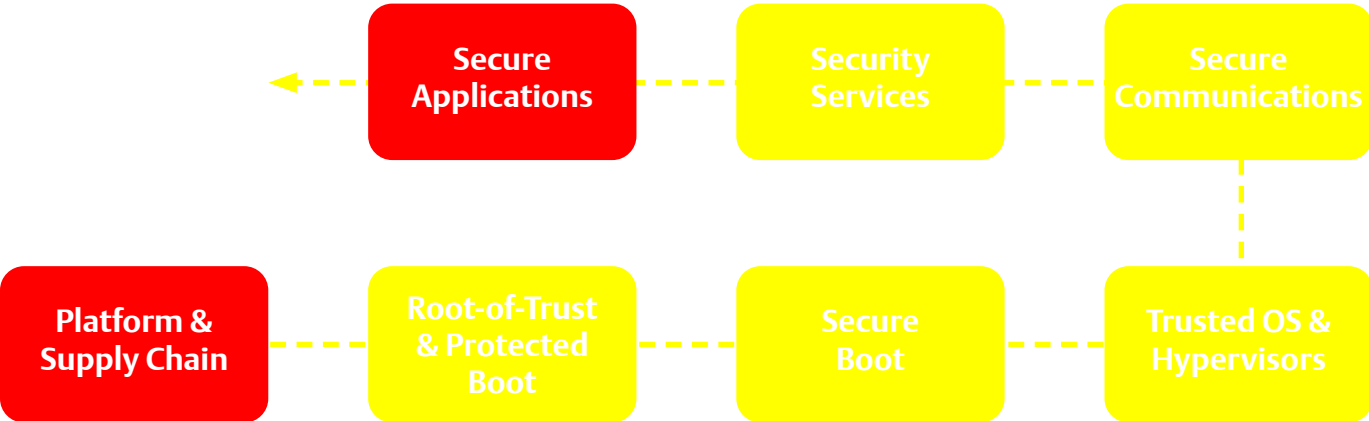 Secure
Applications
Security
Services
Secure
Communications
Platform &
Supply Chain
Root-of-Trust
& Protected
Boot
Secure
Boot
Trusted OS &
Hypervisors